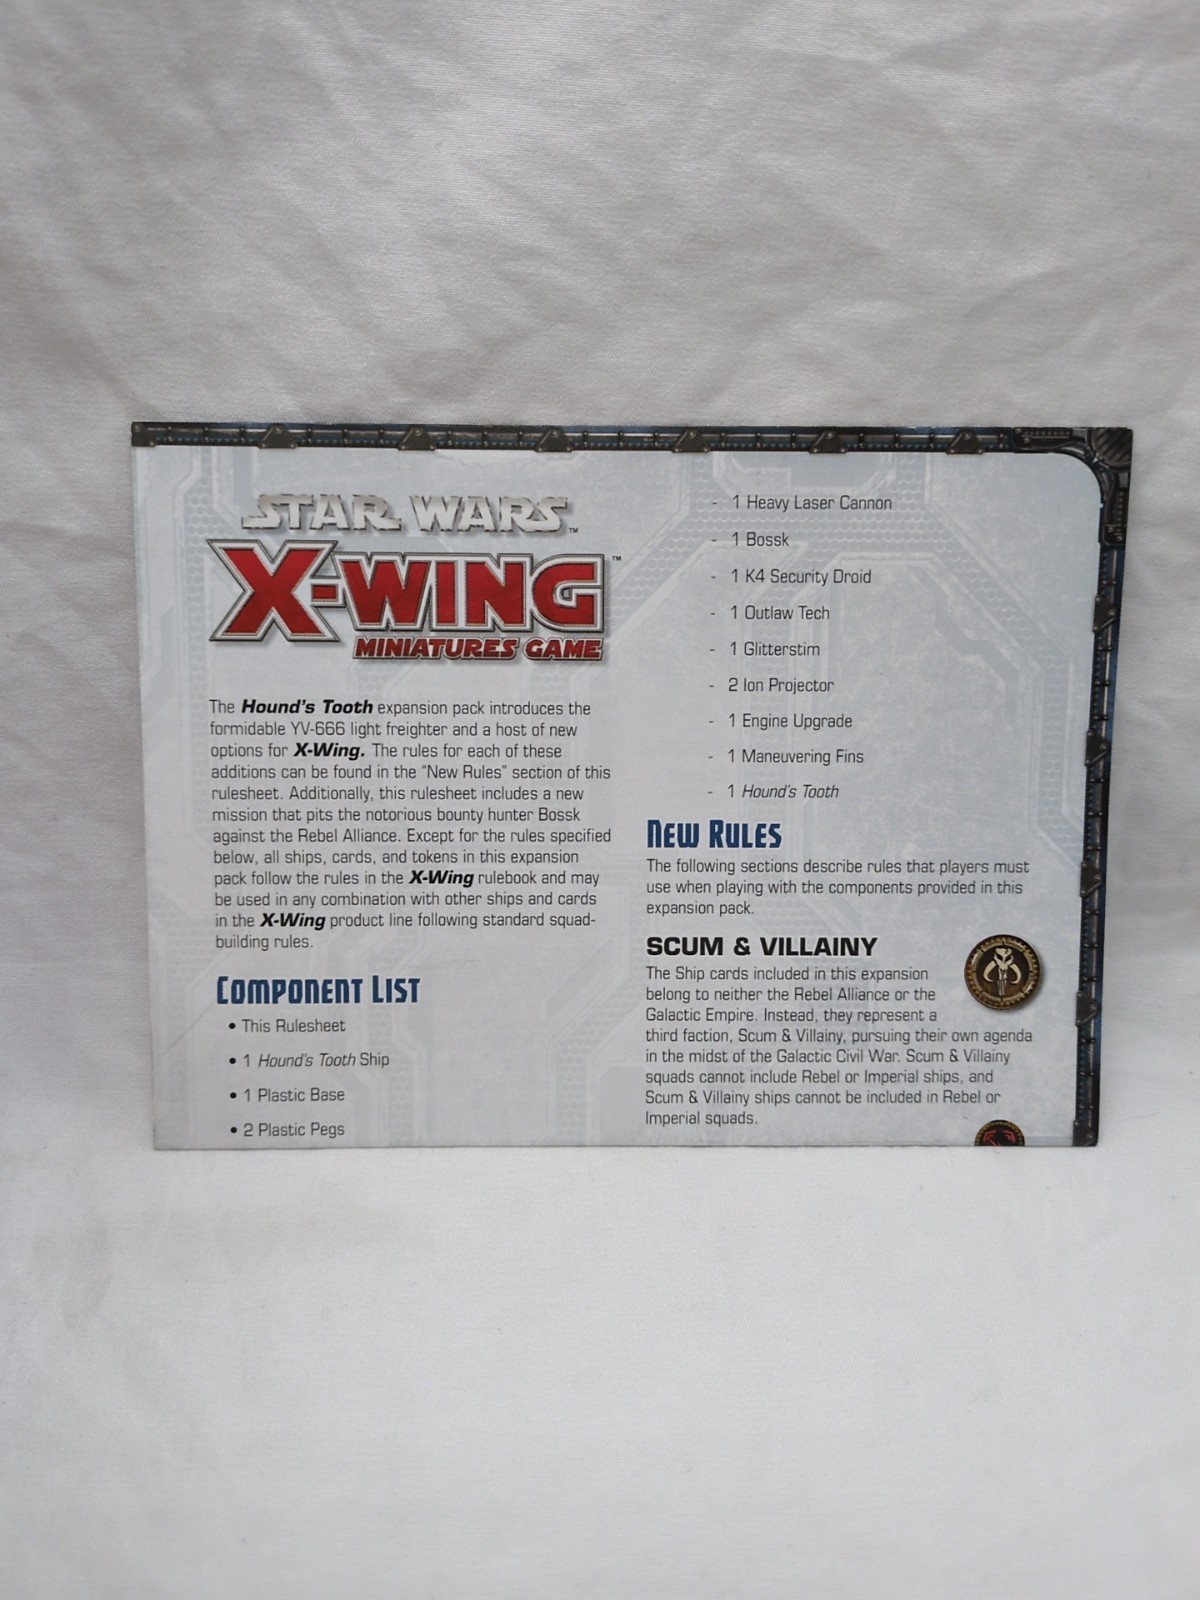 STAR WARS™
X-WING™
MINIATURES GAME
The Hound's Tooth expansion pack introduces the
formidable YV-666 light freighter and a host of new
options for X-Wing. The rules for each of these
additions can be found in the "New Rules" section of this
rulesheet. Additionally, this rulesheet includes a new
mission that pits the notorious bounty hunter Bossk
against the Rebel Alliance. Except for the rules specified
below, all ships, cards, and tokens in this expansion
pack follow the rules in the X-Wing rulebook and may
be used in any combination with other ships and cards
in the X-Wing product line following standard squad-
building rules.
COMPONENT LIST
• This Rulesheet
• 1 Hound's Tooth Ship
• 1 Plastic Base
• 2 Plastic Pegs
- 1 Heavy Laser Cannon
- 1 Bossk
- 1 K4 Security Droid
- 1 Outlaw Tech
- 1 Glitterstim
- 2 Ion Projector
- 1 Engine Upgrade
- 1 Maneuvering Fins
- 1 Hound's Tooth
NEW RULES
The following sections describe rules that players must
use when playing with the components provided in this
expansion pack.
SCUM & VILLAINY
The Ship cards included in this expansion
belong to neither the Rebel Alliance or the
Galactic Empire. Instead, they represent a
third faction, Scum & Villainy, pursuing their own agenda
in the midst of the Galactic Civil War. Scum & Villainy
squads cannot include Rebel or Imperial ships, and
Scum & Villainy ships cannot be included in Rebel or
Imperial squads.